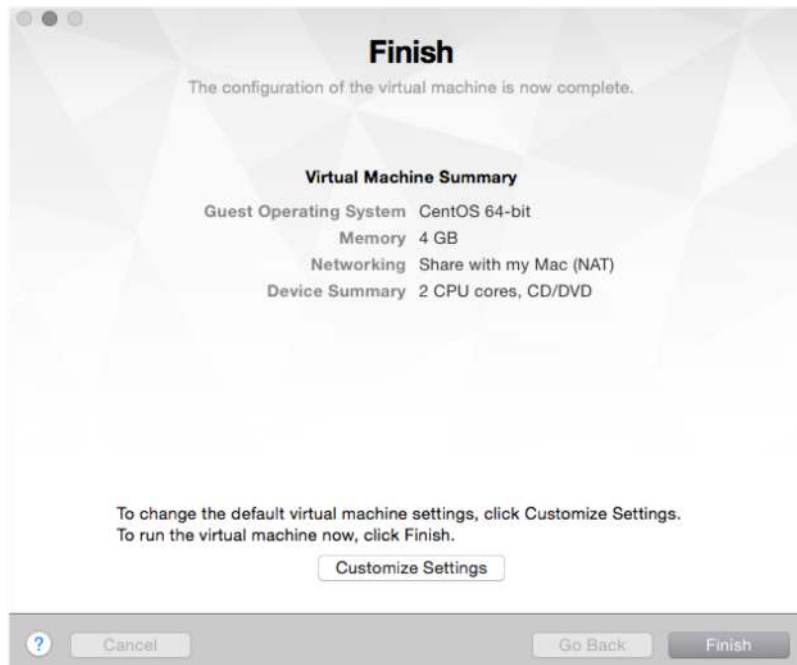 Finish
The configuration of the virtual machine is now complete.
Virtual Machine Summary
Guest Operating System CentOS 64-bit
Memory 4 GB
Networking Share with my Mac (NAT)
Device Summary 2 CPU cores, CD/DVD
To change the default virtual machine settings, click Customize Settings.
To run the virtual machine now, click Finish.
Customize Settings
? Cancel Go Back Finish